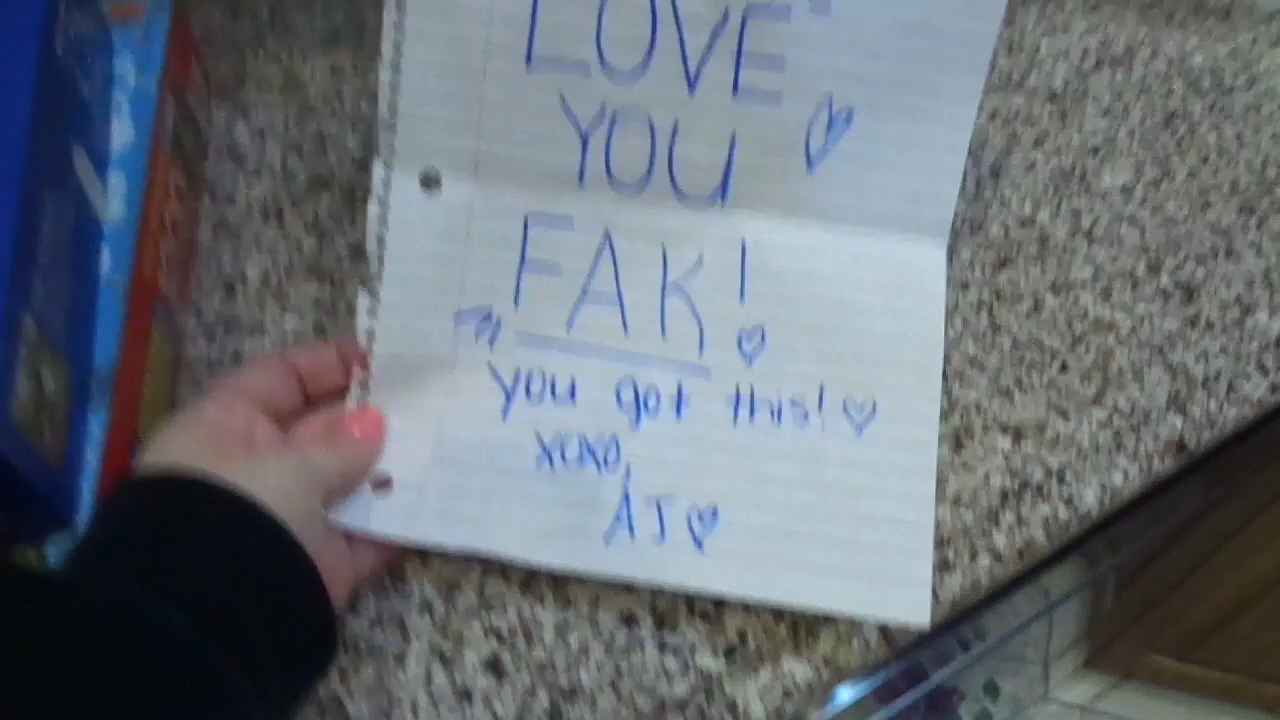 LOVE
YOU ♡
FAK!
♡
you got this! ♡
xoxo,
AJ ♡